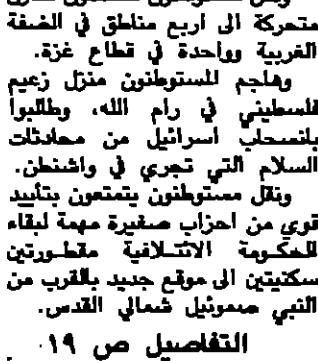 متحركة الى اربع مناطق في الضفة
الغربية وواحدة في قطاع غزة.
وهاجم المستوطنون منزل زعيم
فلسطيني في رام الله، وطالبوا
بانسحاب اسرائيل من محادثات
السلام التي تجري في واشنطن.
ونقل مستوطنون يتمتعون بتأييد
قوي من احزاب صغيرة مهمة لبقاء
الحكومة الائتلافية مقطورتين
سكنيتين الى موقع جديد بالقرب من
النبي صموئيل شمالي القدس.
التفاصيل ص ١٩